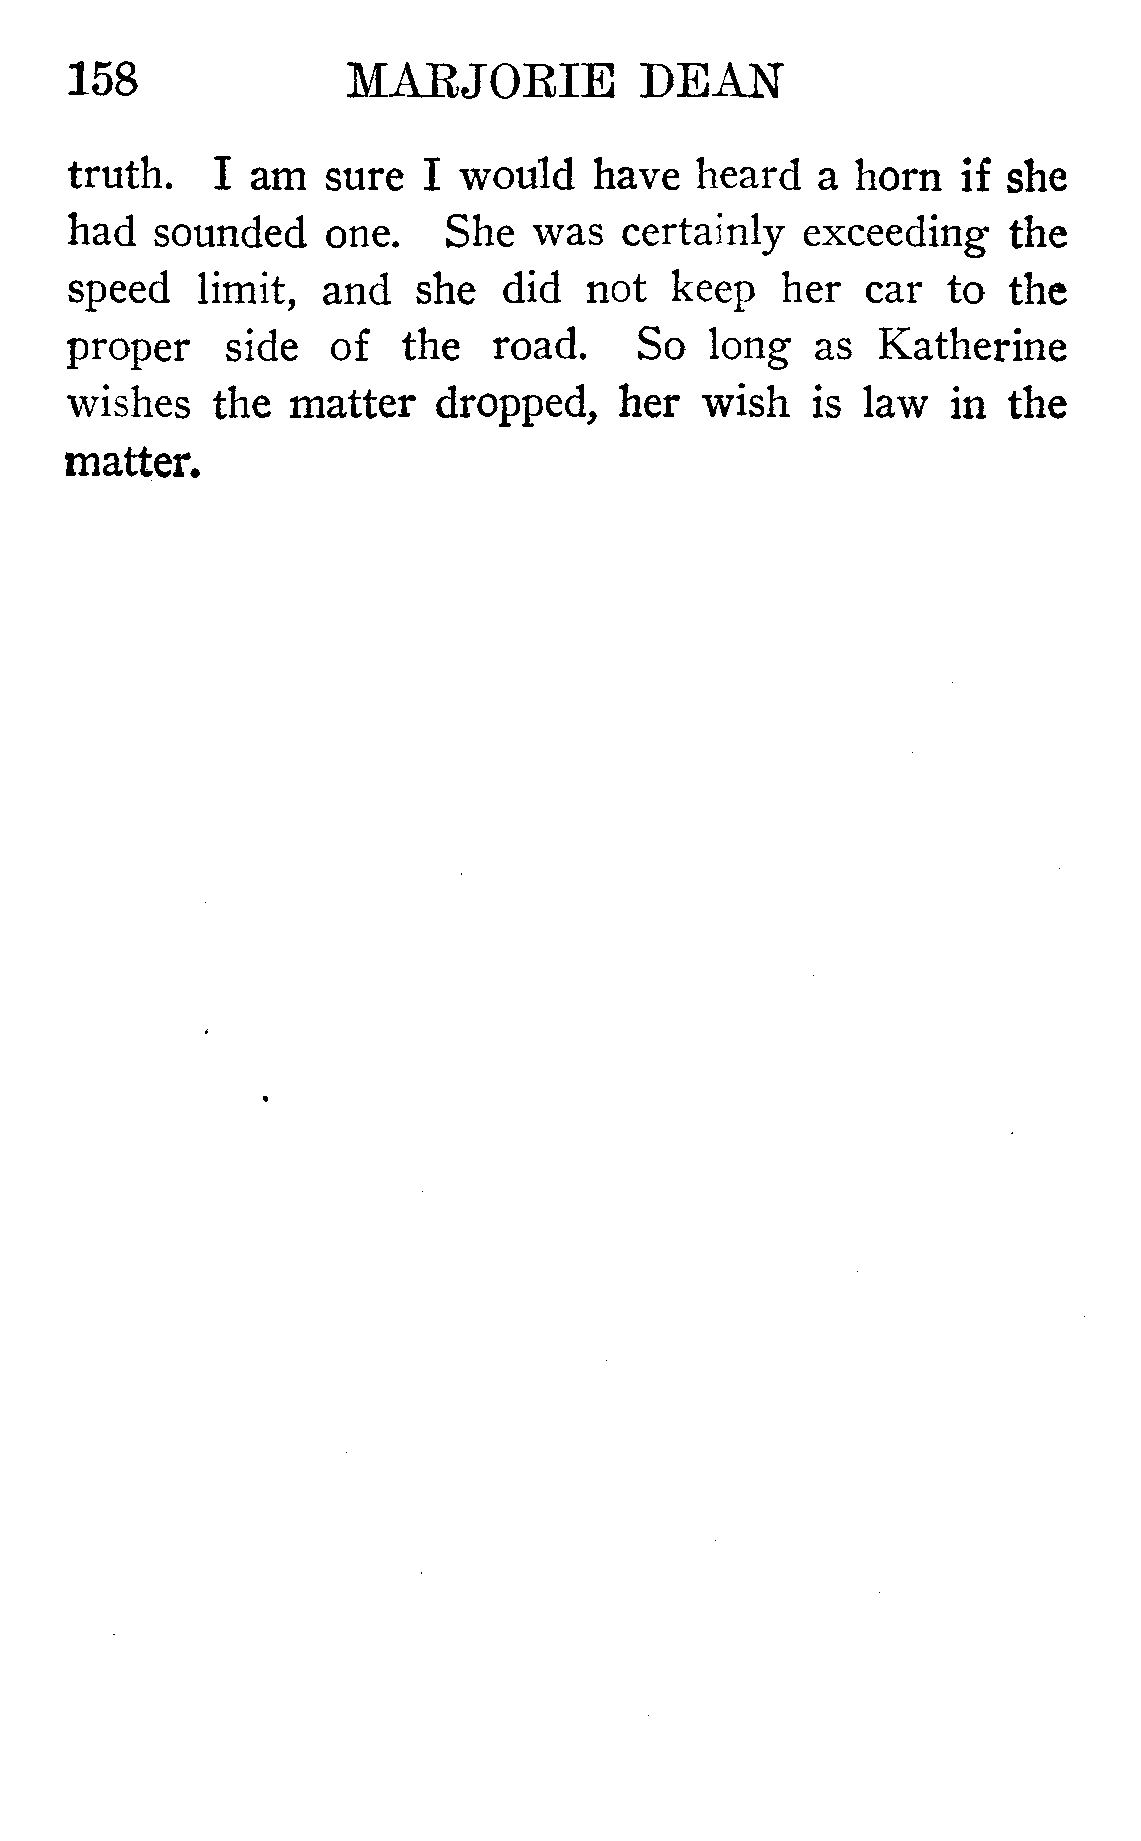 158 MARJORIE DEAN
truth. I am sure I would have heard a horn if she
had sounded one. She was certainly exceeding the
speed limit, and she did not keep her car to the
proper side of the road. So long as Katherine
wishes the matter dropped, her wish is law in the
matter.